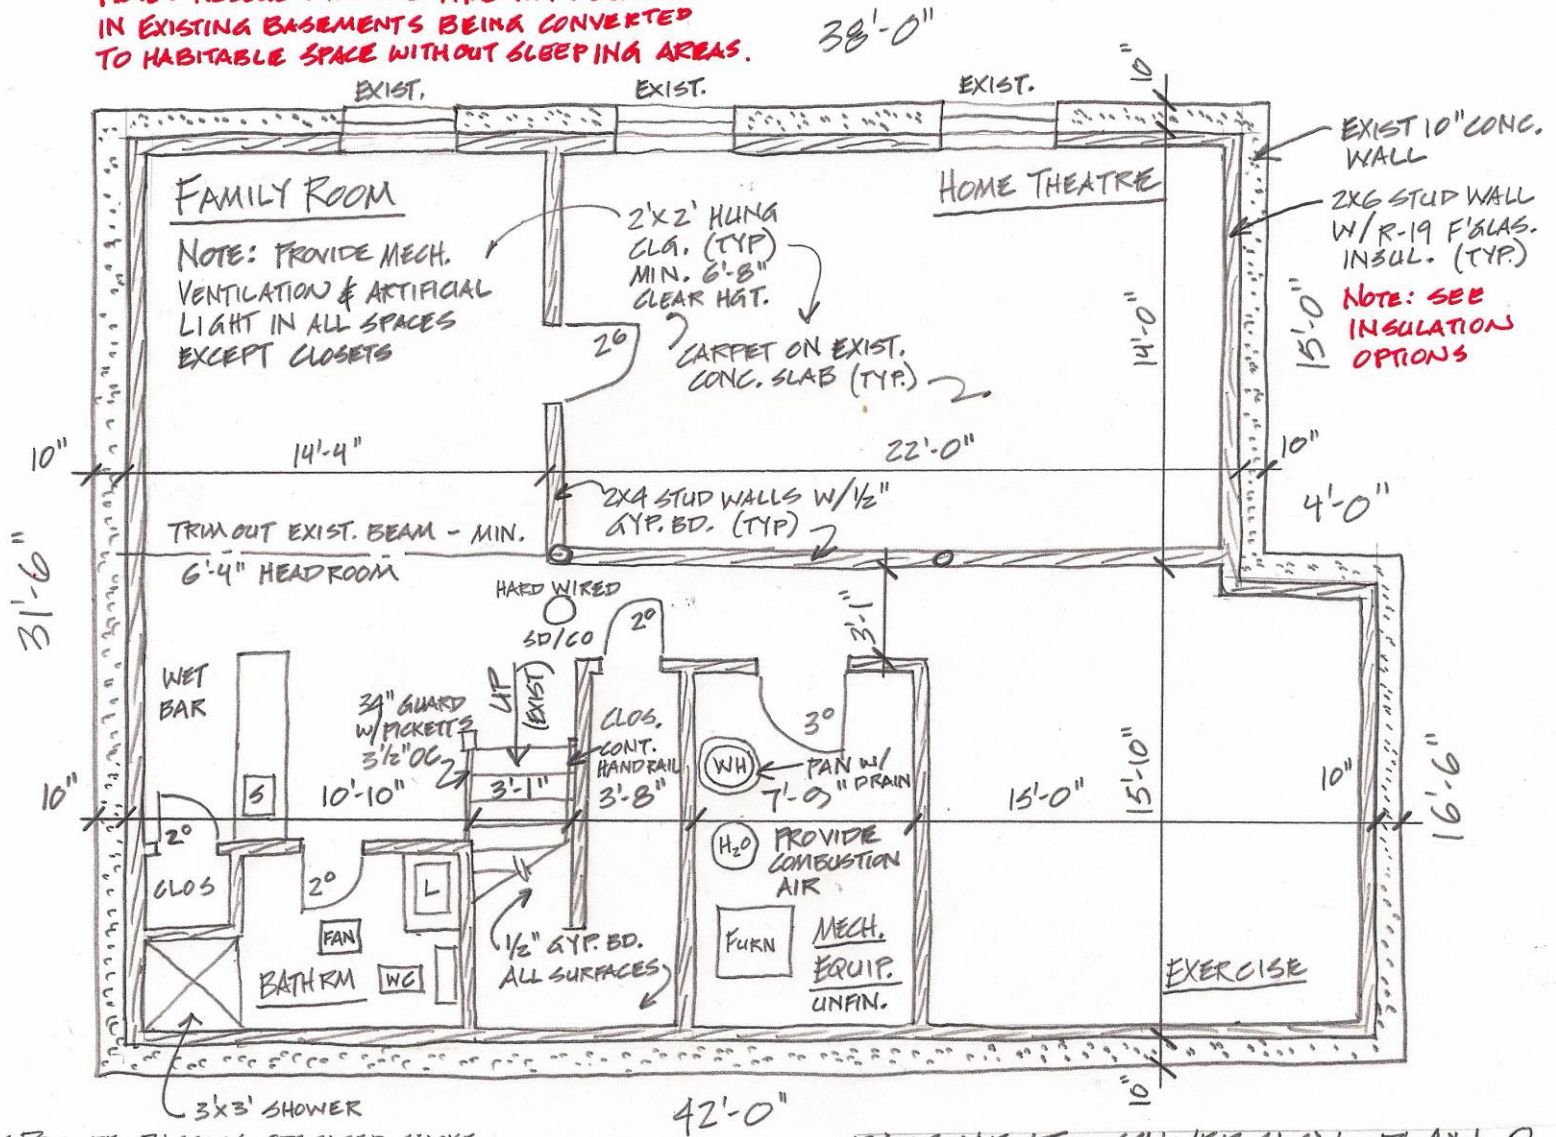 IN EXISTING BASEMENTS BEING CONVERTED
TO HABITABLE SPACE WITHOUT SLEEPING AREAS.
38'-0"
10"
EXIST.
EXIST.
EXIST.
EXIST 10" CONC.
WALL
2X6 STUD WALL
W/ R-19 F'GLAS.
INSUL. (TYP.)
NOTE: SEE
INSULATION
OPTIONS
FAMILY ROOM
NOTE: PROVIDE MECH.
VENTILATION & ARTIFICIAL
LIGHT IN ALL SPACES
EXCEPT CLOSETS
2'X2' HUNG
CLG. (TYP)
MIN. 6'-8"
CLEAR HGT.
HOME THEATRE
2⁶
CARPET ON EXIST.
CONC. SLAB (TYP.)
14'-0"
15'-0"
10"
14'-4"
22'-0"
10"
4'-0"
2X4 STUD WALLS W/ 1/2"
GYP. BD. (TYP)
TRIM OUT EXIST. BEAM - MIN.
6'-4" HEADROOM
31'-6"
HARD WIRED
SD/CO
2⁰
3'-1"
WET
BAR
34" GUARD
W/PICKETTS
3 1/2" OC
UP
(EXIST)
CLOS.
CONT.
HANDRAIL
3⁰
WH
PAN W/
DRAIN
10"
S
10'-10"
3'-1"
3'-8"
15'-0"
15'-10"
10"
16'-6"
2⁰
CLOS
2⁰
L
H₂O
PROVIDE
COMBUSTION
AIR
FAN
BATHRM
WC
1/2" GYP. BD.
ALL SURFACES
FURN
MECH.
EQUIP.
UNFIN.
EXERCISE
3'X3' SHOWER
42'-0"
10"